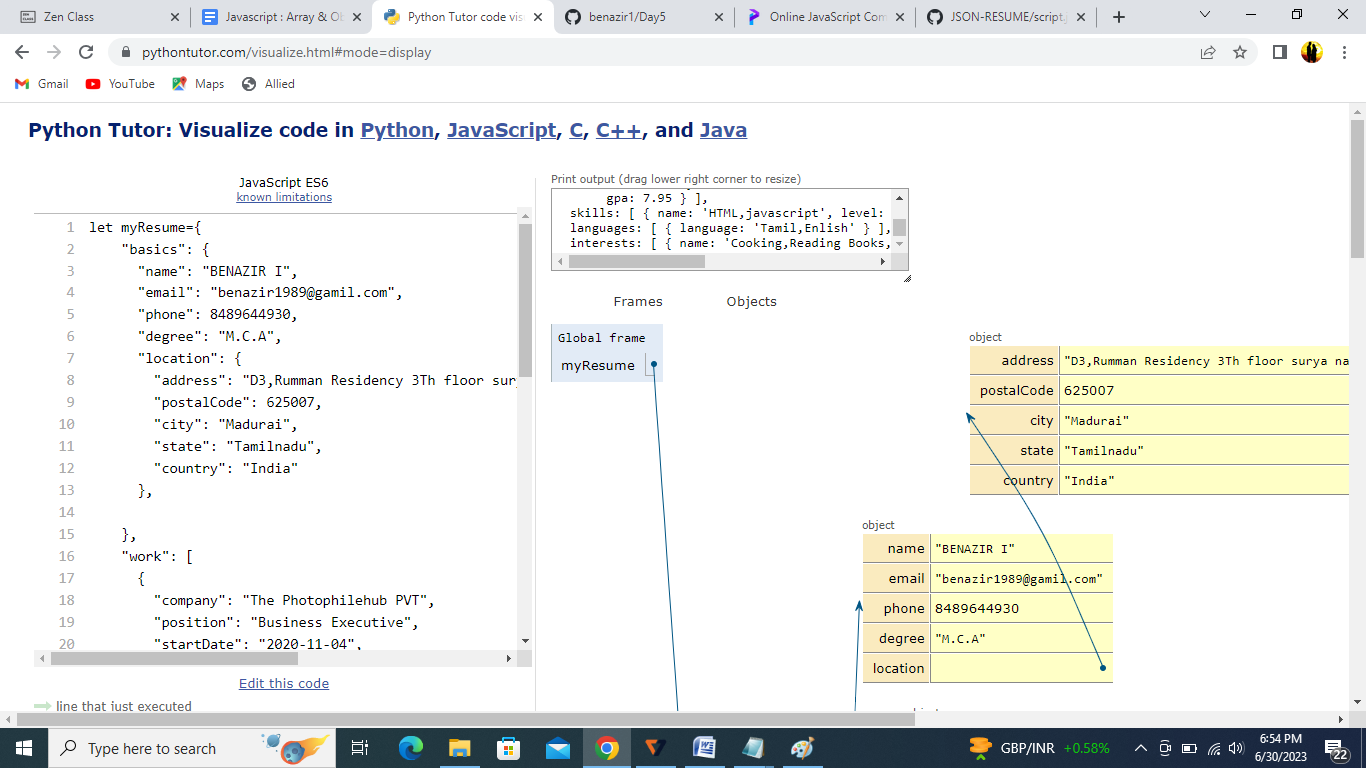 Zen Class
Javascript : Array & Ob
Python Tutor code vis
benazir1/Day5
Online JavaScript Com
JSON-RESUME/script.j
pythontutor.com/visualize.html#mode=display
Gmail
YouTube
Maps
Allied
Python Tutor: Visualize code in Python, JavaScript, C, C++, and Java
JavaScript ES6
known limitations
1 let myResume={
2 "basics": {
3 "name": "BENAZIR I",
4 "email": "benazir1989@gamil.com",
5 "phone": 8489644930,
6 "degree": "M.C.A",
7 "location": {
8 "address": "D3,Rumman Residency 3Th floor sury
9 "postalCode": 625007,
10 "city": "Madurai",
11 "state": "Tamilnadu",
12 "country": "India"
13 },
14
15 },
16 "work": [
17 {
18 "company": "The Photophilehub PVT",
19 "position": "Business Executive",
20 "startDate": "2020-11-04",
Edit this code
line that just executed
Print output (drag lower right corner to resize)
gpa: 7.95 } ],
skills: [ { name: 'HTML,javascript', level:
languages: [ { language: 'Tamil,Enlish' } ],
interests: [ { name: 'Cooking,Reading Books,
Frames Objects
Global frame
myResume
object
address "D3,Rumman Residency 3Th floor surya na
postalCode 625007
city "Madurai"
state "Tamilnadu"
country "India"
object
name "BENAZIR I"
email "benazir1989@gamil.com"
phone 8489644930
degree "M.C.A"
location
Type here to search
GBP/INR +0.58%
6:54 PM
6/30/2023
22